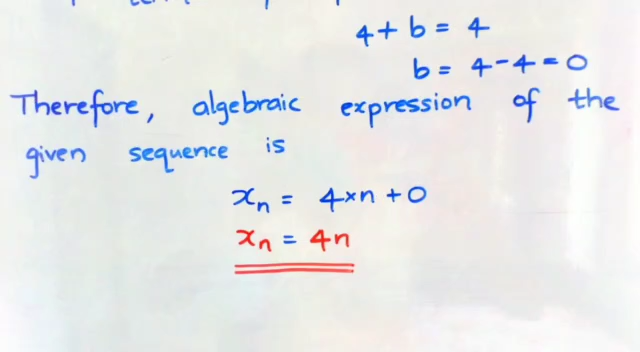 4 + b = 4
b = 4 - 4 = 0
Therefore, algebraic expression of the
given sequence is
xₙ = 4×n + 0
xₙ = 4n